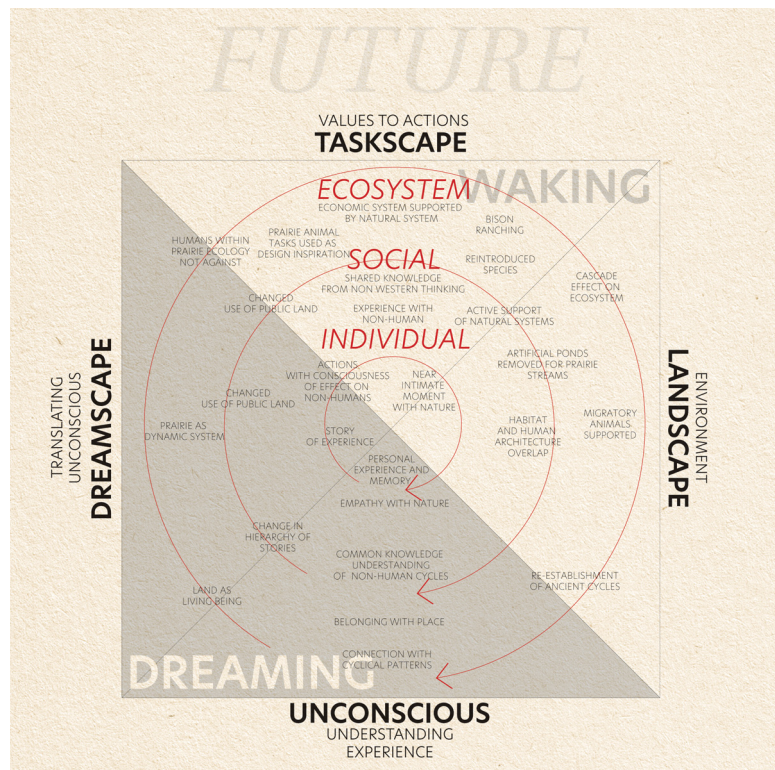 FUTURE
VALUES TO ACTIONS
TASKSCAPE
WAKING
ECOSYSTEM
ECONOMIC SYSTEM SUPPORTED
BY NATURAL SYSTEM
BISON
RANCHING
PRAIRIE ANIMAL
TASKS USED AS
DESIGN INSPIRATION
HUMANS WITHIN
PRAIRIE ECOLOGY
NOT AGAINST
SOCIAL
SHARED KNOWLEDGE
FROM NON WESTERN THINKING
REINTRODUCED
SPECIES
CASCADE
EFFECT ON
ECOSYSTEM
CHANGED
USE OF PUBLIC LAND
EXPERIENCE WITH
NON-HUMAN
ACTIVE SUPPORT
OF NATURAL SYSTEMS
INDIVIDUAL
ACTIONS
WITH CONSCIOUSNESS
OF EFFECT ON
NON-HUMANS
NEAR
INTIMATE
MOMENT
WITH NATURE
ARTIFICIAL PONDS
REMOVED FOR PRAIRIE
STREAMS
CHANGED
USE OF PUBLIC LAND
PRAIRIE AS
DYNAMIC SYSTEM
STORY
OF EXPERIENCE
HABITAT
AND HUMAN
ARCHITECTURE
OVERLAP
MIGRATORY
ANIMALS
SUPPORTED
TRANSLATING
UNCONSCIOUS
DREAMSCAPE
ENVIRONMENT
LANDSCAPE
PERSONAL
EXPERIENCE AND
MEMORY
EMPATHY WITH NATURE
CHANGE IN
HIERARCHY OF
STORIES
COMMON KNOWLEDGE
UNDERSTANDING
OF NON-HUMAN CYCLES
RE-ESTABLISHMENT
OF ANCIENT CYCLES
LAND AS
LIVING BEING
BELONGING WITH PLACE
CONNECTION WITH
CYCLICAL PATTERNS
DREAMING
UNCONSCIOUS
UNDERSTANDING
EXPERIENCE